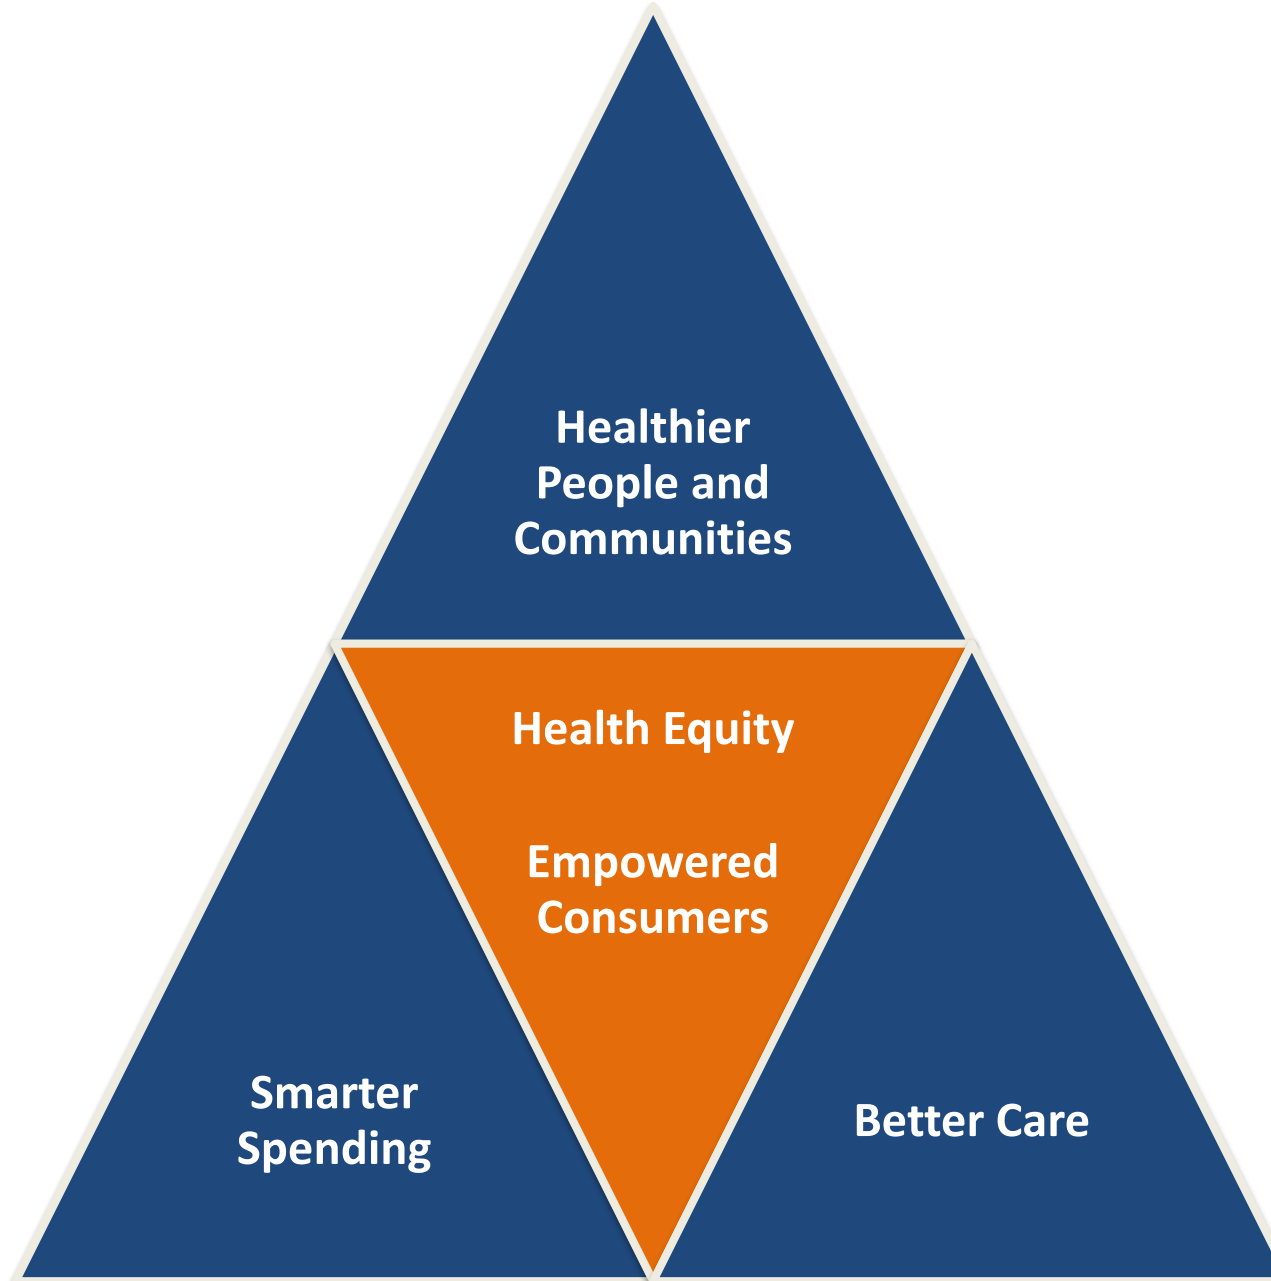 Healthier
People and
Communities
Health Equity
Empowered
Consumers
Smarter
Spending
Better Care